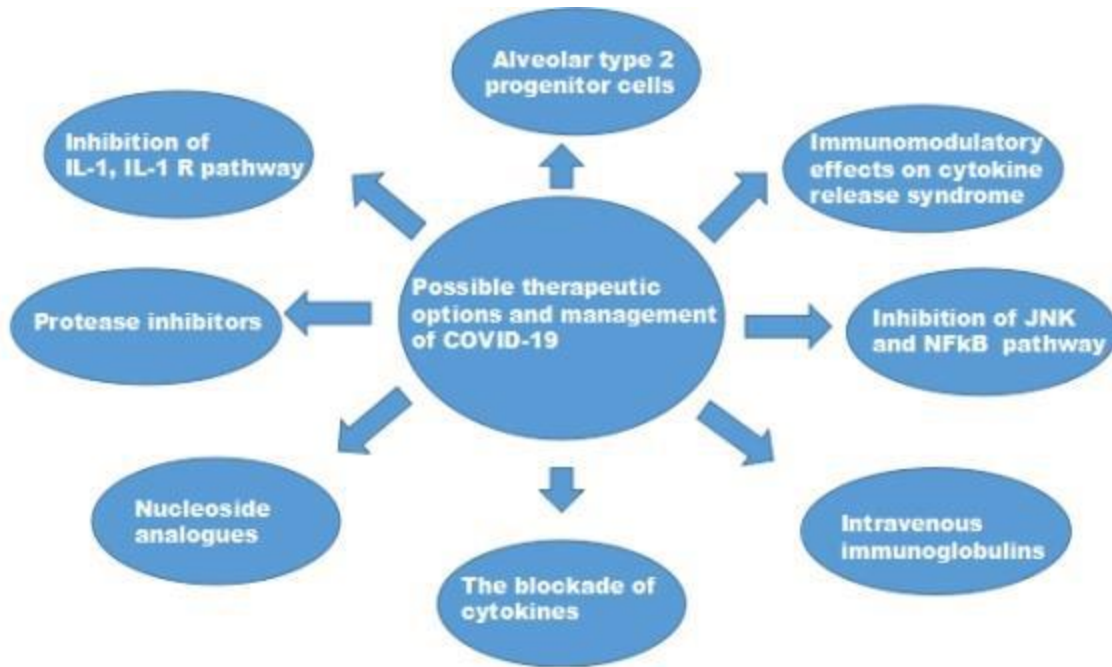 Alveolar type 2
progenitor cells
Inhibition of
IL-1, IL-1 R pathway
Immunomodulatory
effects on cytokine
release syndrome
Possible therapeutic
options and management
of COVID-19
Protease inhibitors
Inhibition of JNK
and NFkB pathway
Nucleoside
analogues
Intravenous
immunoglobulins
The blockade of
cytokines